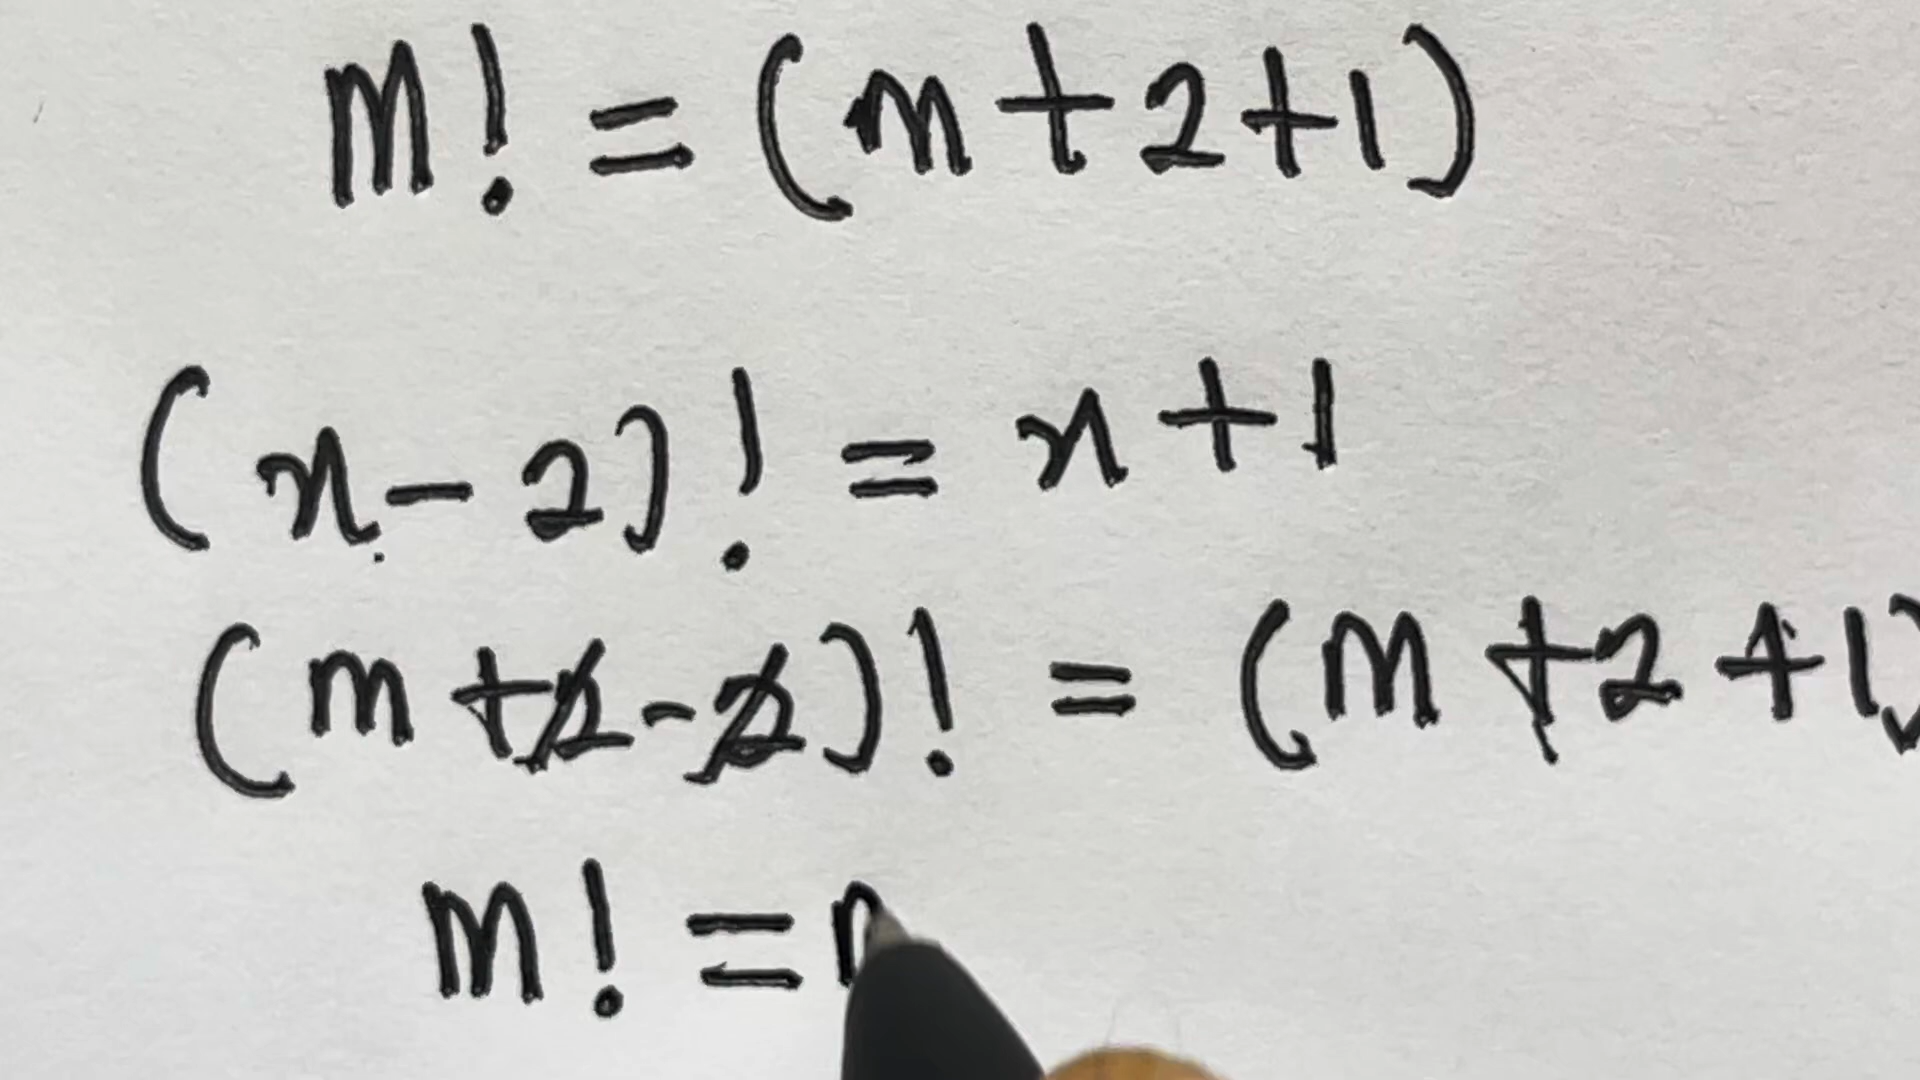 m! = (m+2+1)
(x-2)! = x+1
(m+2-2)! = (m+2+1)
m! =